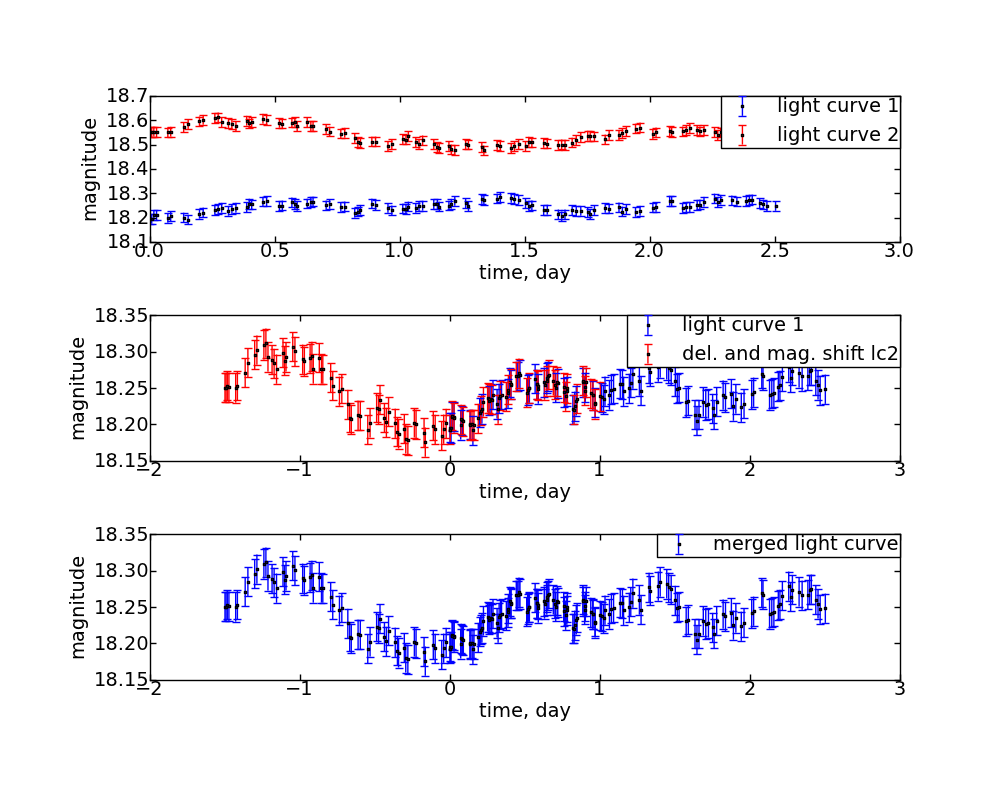 18.7
18.6
18.5
18.4
18.3
18.2
18.1
magnitude
light curve 1
light curve 2
0.0 0.5 1.0 1.5 2.0 2.5 3.0
time, day
18.35
18.30
18.25
18.20
18.15
magnitude
light curve 1
del. and mag. shift lc2
−2 −1 0 1 2 3
time, day
18.35
18.30
18.25
18.20
18.15
magnitude
merged light curve
−2 −1 0 1 2 3
time, day